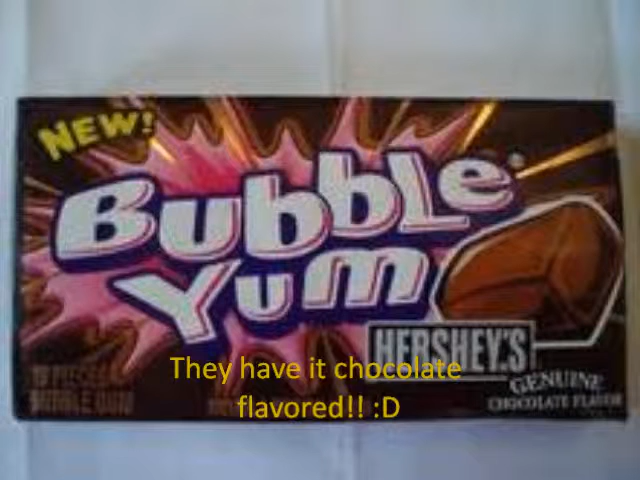 NEW!
Bubble
Yum
HERSHEY'S
GENUINE
CHOCOLATE FLAVOR
They have it chocolate
flavored!! :D